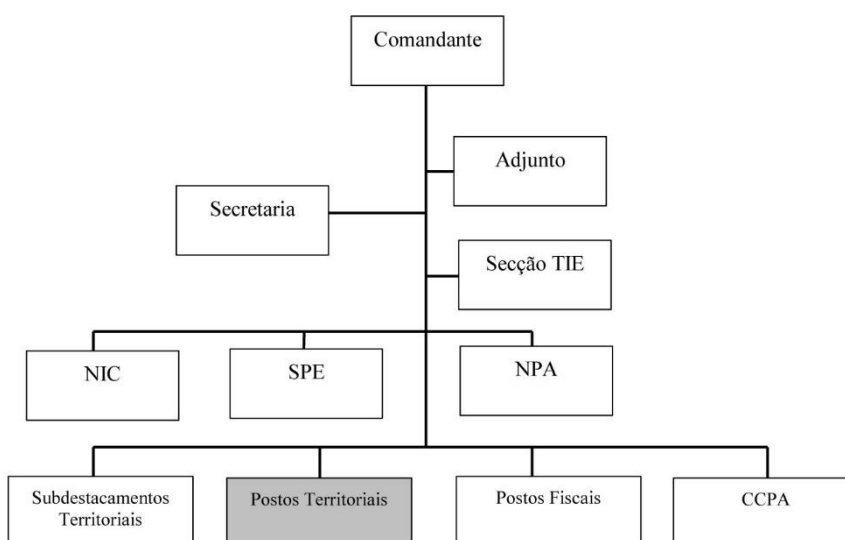 Comandante
Adjunto
Secretaria
Secção TIE
NIC
SPE
NPA
Subdestacamentos
Territoriais
Postos Territoriais
Postos Fiscais
CCPA